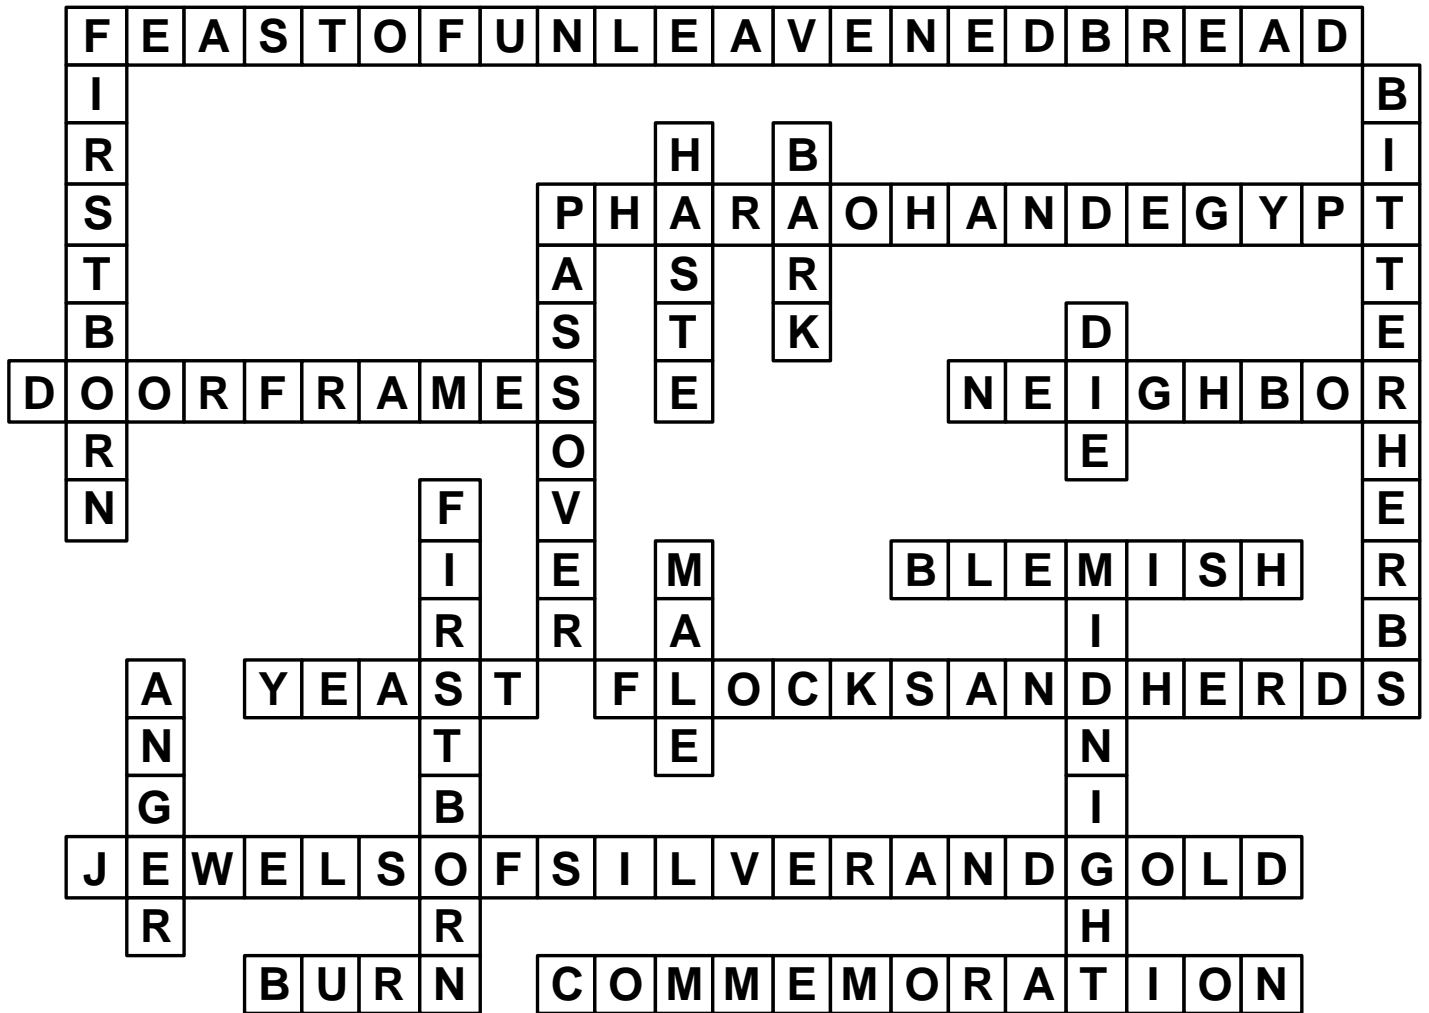 FEASTOFUNLEAVENEDBREAD
FIRSTBORN
BITTERHERBS
HASTE
BARK
PHARAOHANDEGYPT
PASSOVER
DIE
DOORFRAMES
NEIGHBOR
FIRSTBORN
MALE
BLEMISH
MIDNIGHT
ANGER
YEAST
FLOCKSANDHERDS
JEWELSOFSILVERANDGOLD
BURN
COMMEMORATION